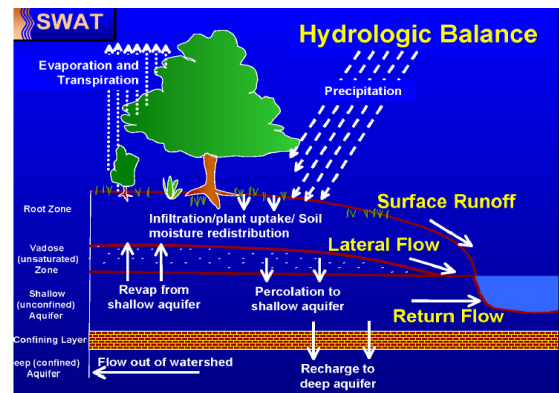 SWAT
Hydrologic Balance
Evaporation and
Transpiration
Precipitation
Root Zone
Infiltration/plant uptake/ Soil
moisture redistribution
Surface Runoff
Lateral Flow
Vadose
(unsaturated)
Zone
Revap from
shallow aquifer
Percolation to
shallow aquifer
Shallow
(unconfined)
Aquifer
Return Flow
Confining Layer
eep (confined)
Aquifer
Flow out of watershed
Recharge to
deep aquifer